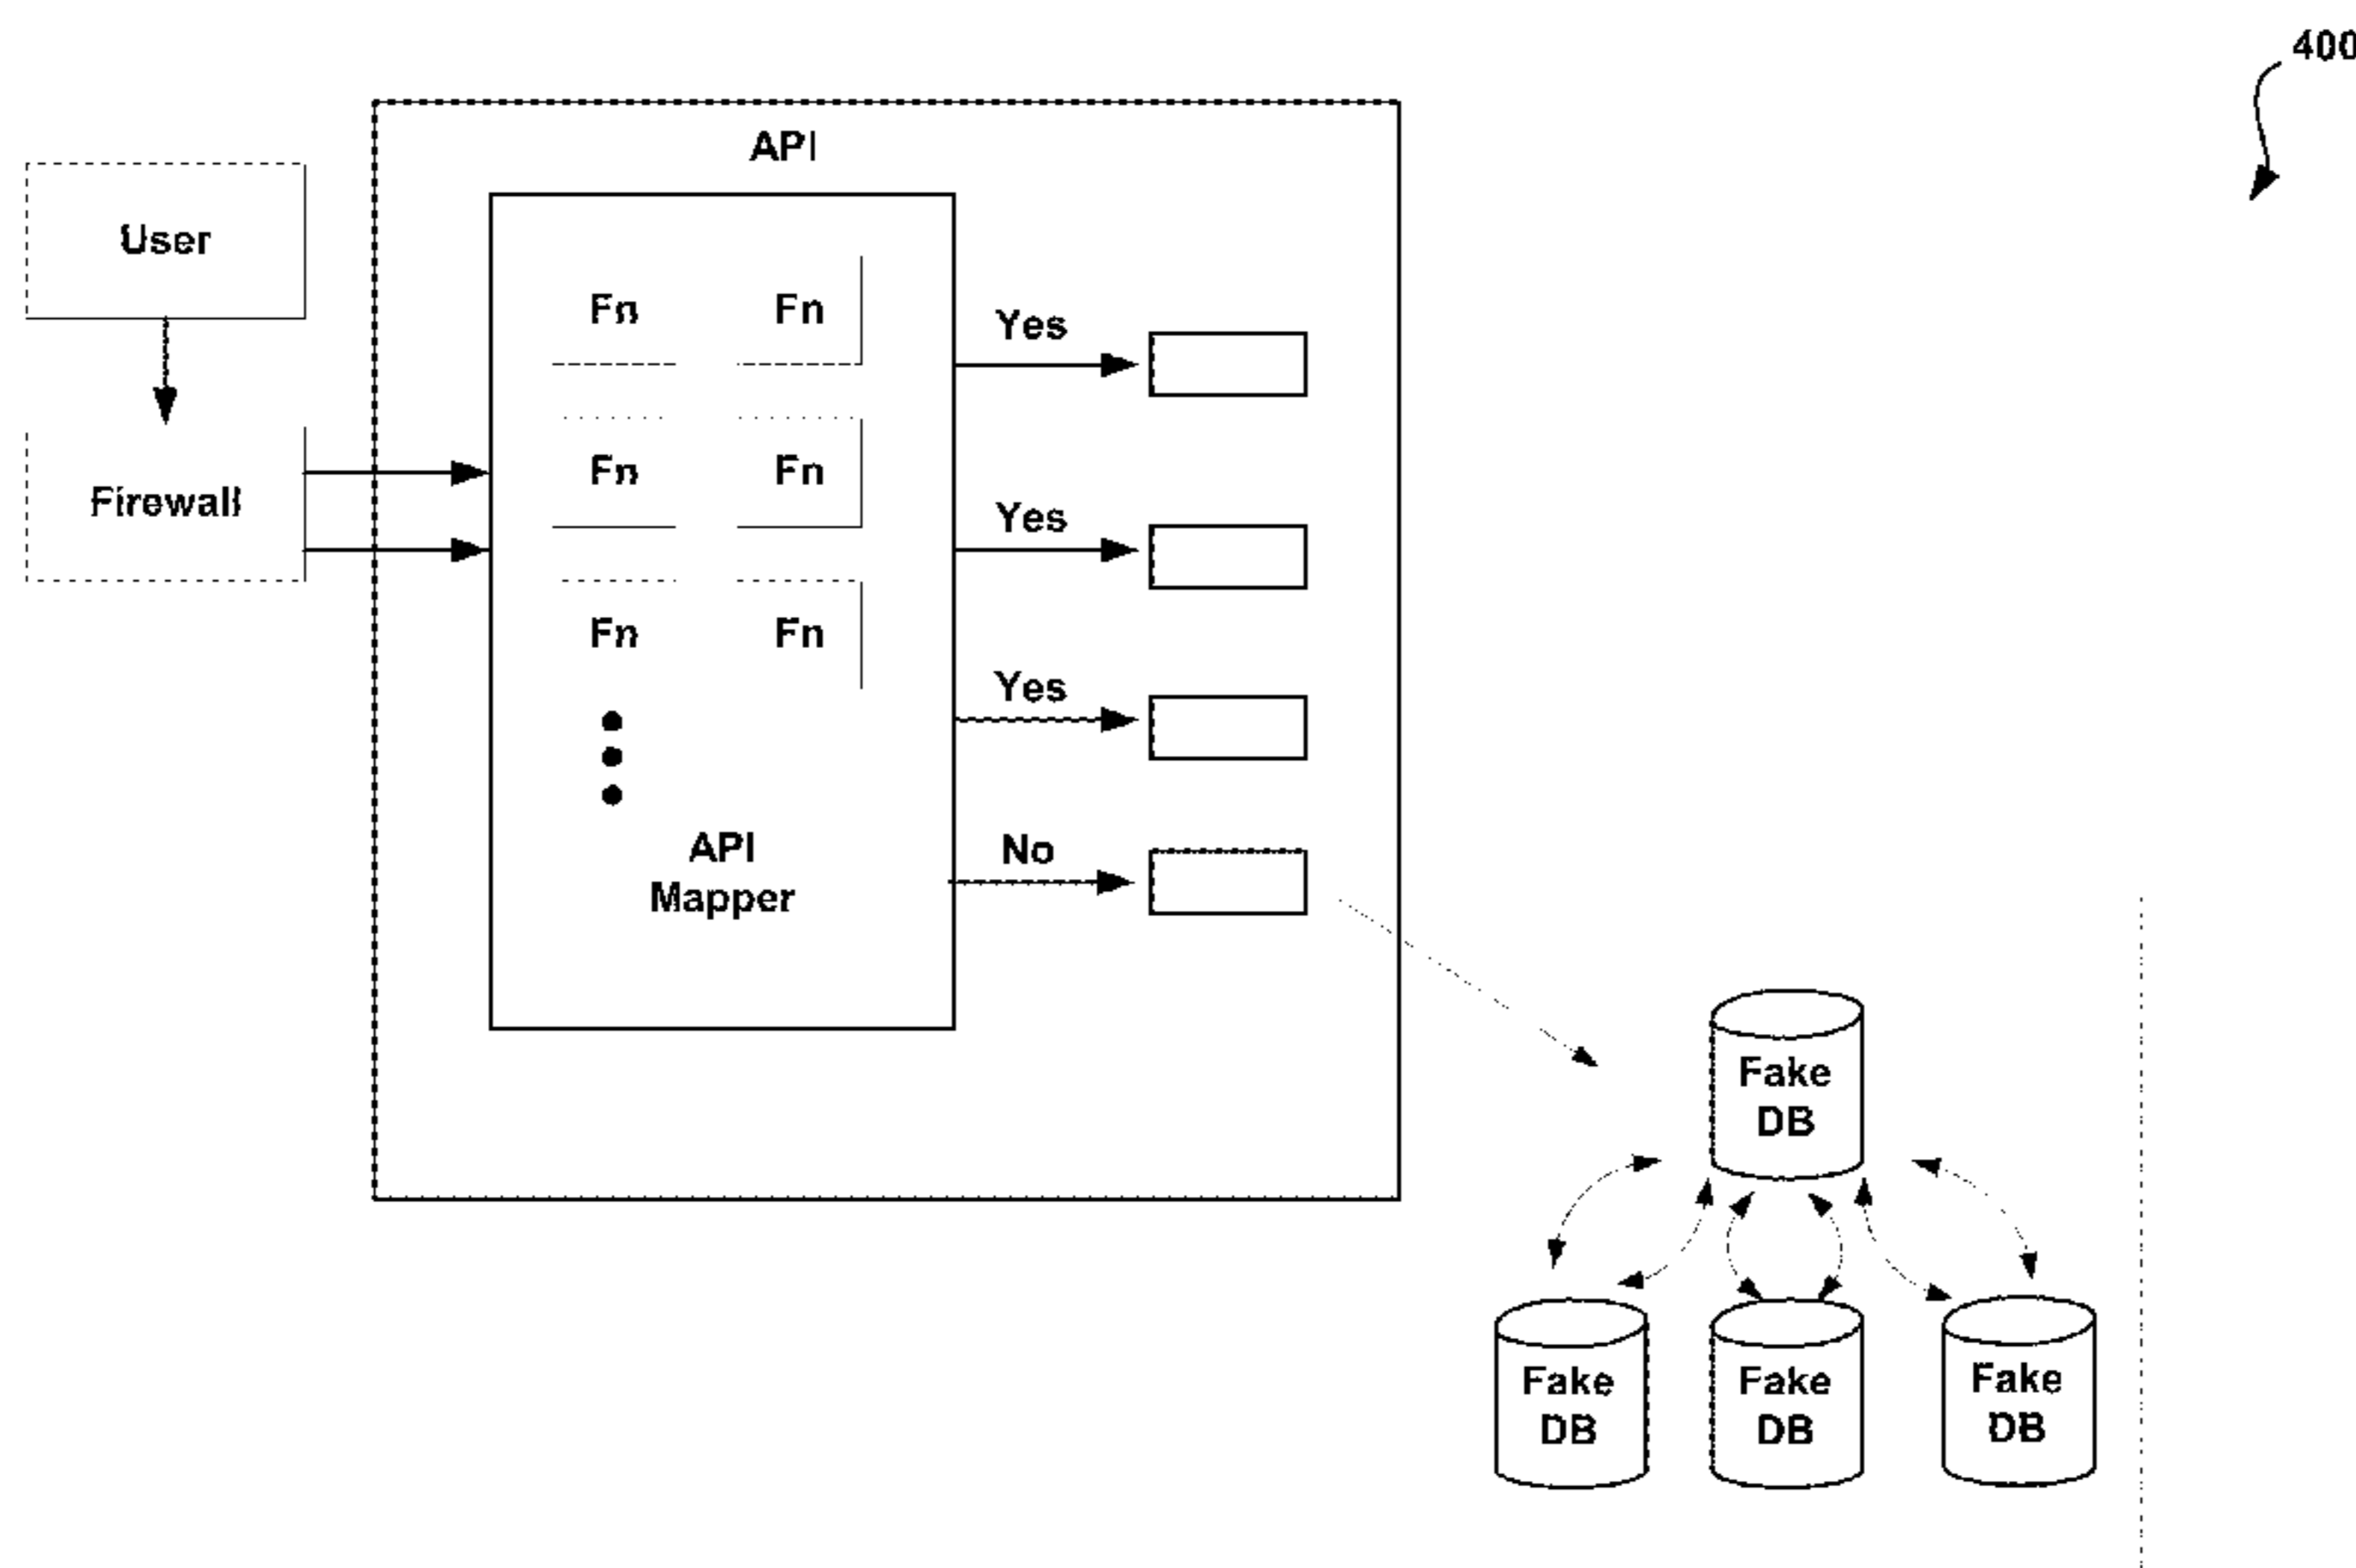 400
API
User
Fn Fn
Yes
Fn Fn
Firewall
Yes
Fn Fn
Yes
API
Mapper
No
Fake
DB
Fake
DB
Fake
DB
Fake
DB